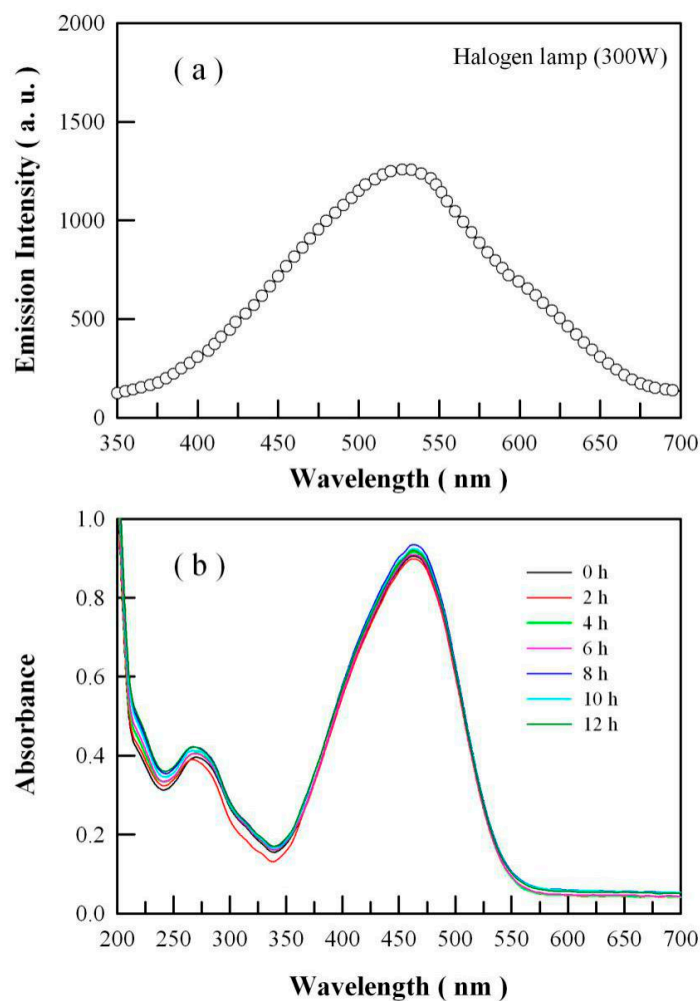 2000
( a )
Halogen lamp (300W)
1500
1000
500
0
Emission Intensity ( a. u. )
350 400 450 500 550 600 650 700
Wavelength ( nm )
1.0
( b )
0.8
0.6
0.4
0.2
0.0
Absorbance
0 h
2 h
4 h
6 h
8 h
10 h
12 h
200 250 300 350 400 450 500 550 600 650 700
Wavelength ( nm )